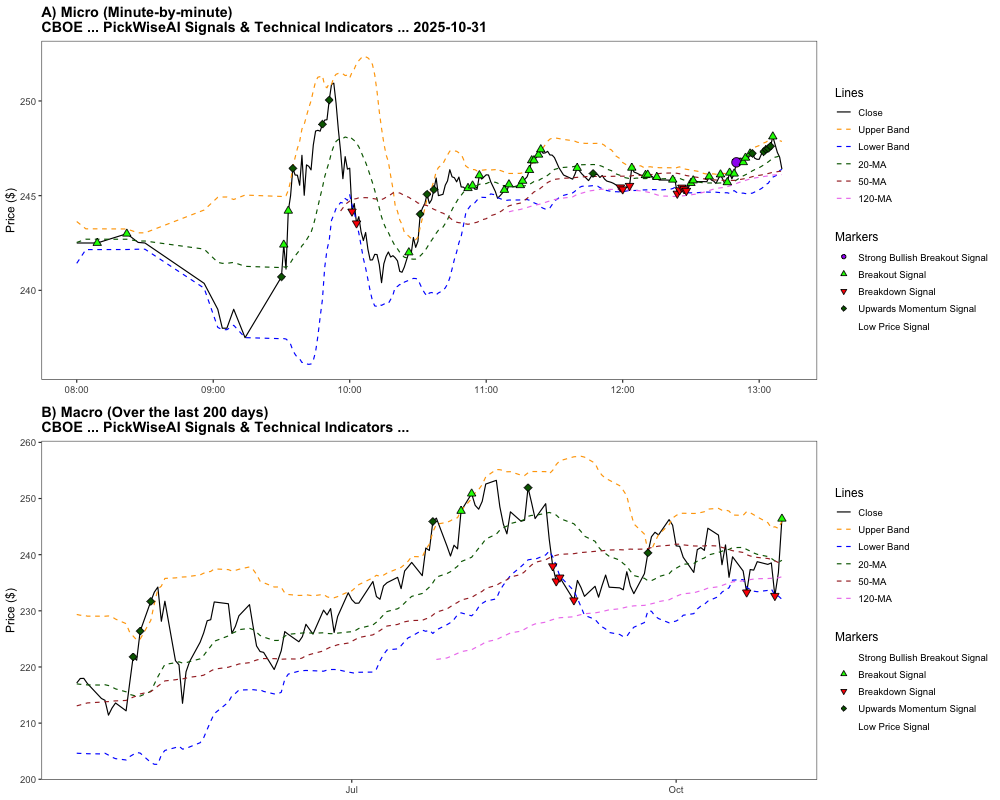 A) Micro (Minute-by-minute)
CBOE ... PickWiseAI Signals & Technical Indicators ... 2025-10-31
Price ($)
250
245
240
08:00
09:00
10:00
11:00
12:00
13:00
Lines
Close
Upper Band
Lower Band
20-MA
50-MA
120-MA
Markers
Strong Bullish Breakout Signal
Breakout Signal
Breakdown Signal
Upwards Momentum Signal
Low Price Signal
B) Macro (Over the last 200 days)
CBOE ... PickWiseAI Signals & Technical Indicators ...
Price ($)
260
250
240
230
220
210
200
Jul
Oct
Lines
Close
Upper Band
Lower Band
20-MA
50-MA
120-MA
Markers
Strong Bullish Breakout Signal
Breakout Signal
Breakdown Signal
Upwards Momentum Signal
Low Price Signal